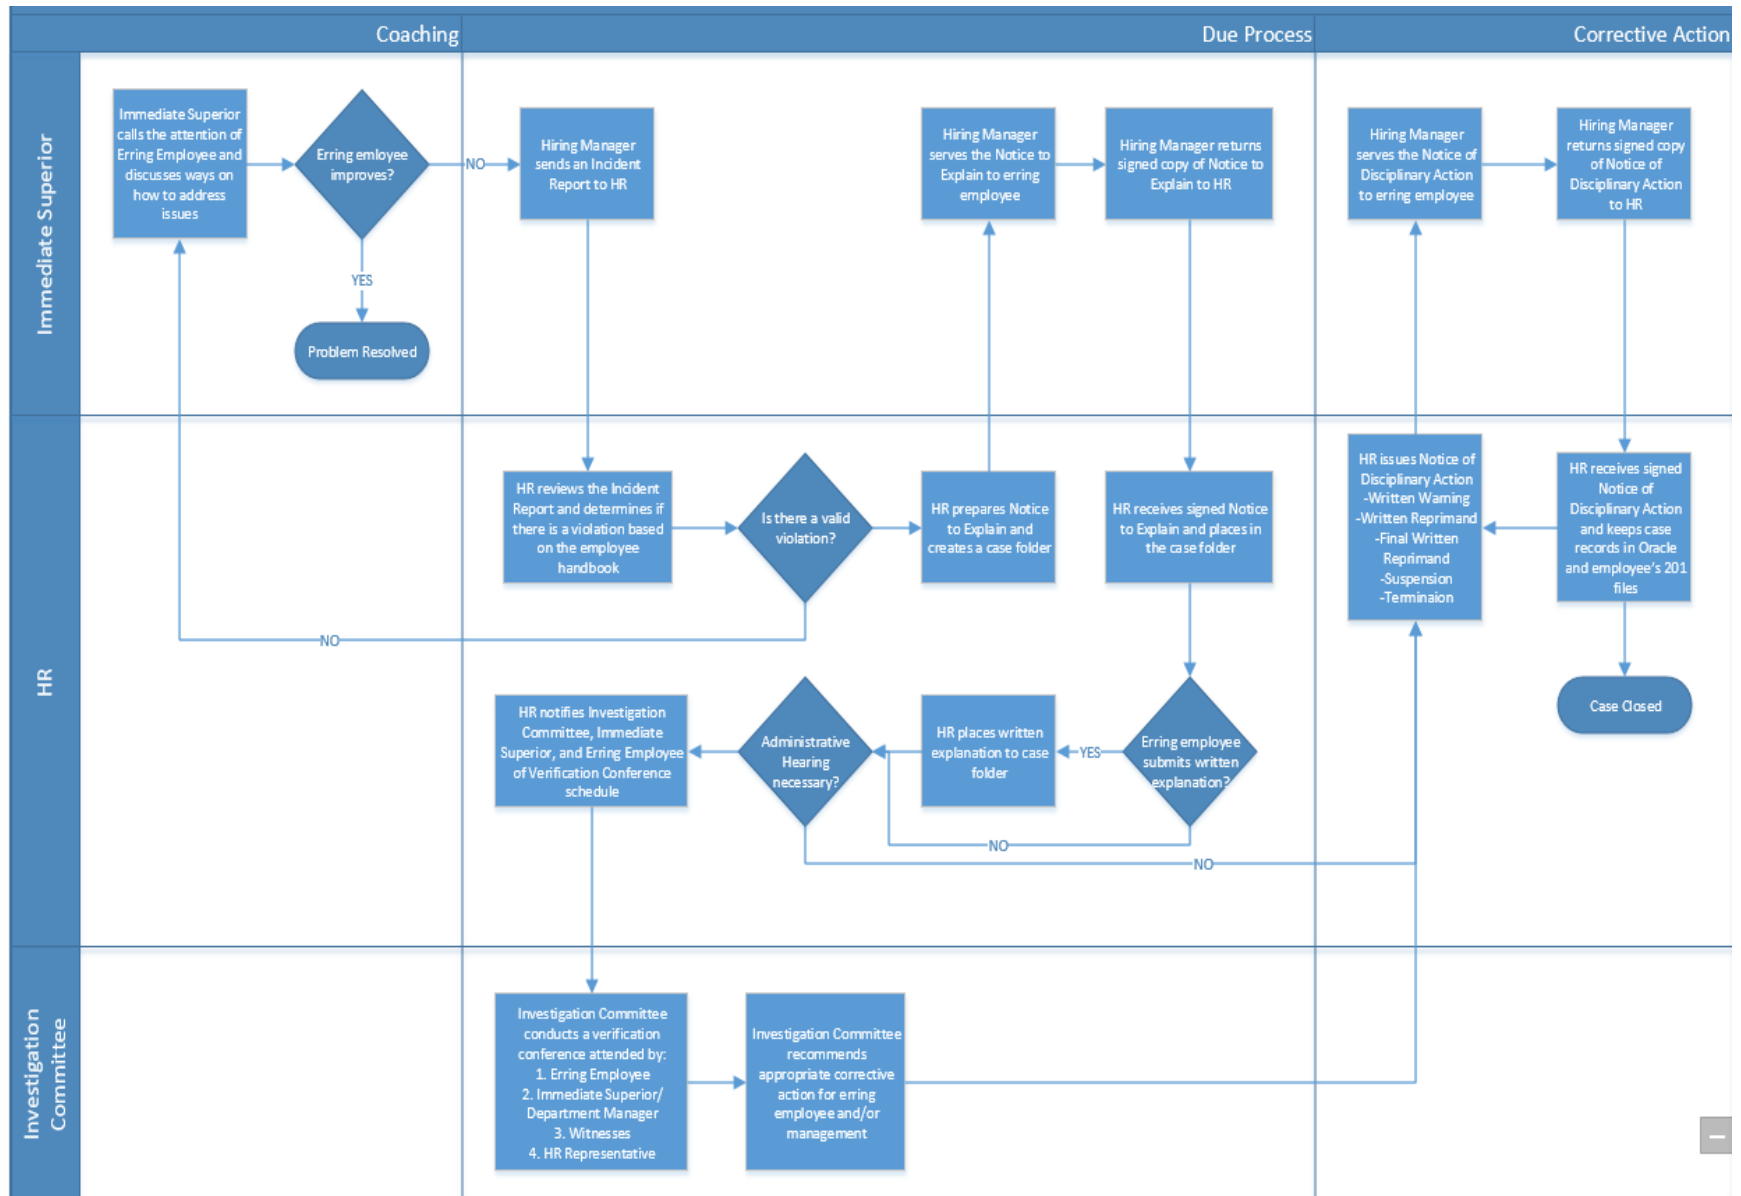 Coaching
Due Process
Corrective Action
Immediate Superior
Immediate Superior
calls the attention of
Erring Employee and
discusses ways on
how to address
issues
Erring emloyee
improves?
NO
YES
Problem Resolved
Hiring Manager
sends an Incident
Report to HR
Hiring Manager
serves the Notice to
Explain to erring
employee
Hiring Manager returns
signed copy of Notice to
Explain to HR
Hiring Manager
serves the Notice of
Disciplinary Action
to erring employee
Hiring Manager
returns signed copy
of Notice of
Disciplinary Action
to HR
HR
HR reviews the Incident
Report and determines if
there is a violation based
on the employee
handbook
Is there a valid
violation?
NO
HR prepares Notice
to Explain and
creates a case folder
HR receives signed Notice
to Explain and places in
the case folder
HR issues Notice of
Disciplinary Action
-Written Warning
-Written Reprimand
-Final Written
Reprimand
-Suspension
-Terminaion
HR receives signed
Notice of
Disciplinary Action
and keeps case
records in Oracle
and employee's 201
files
Case Closed
HR notifies Investigation
Committee, Immediate
Superior, and Erring Employee
of Verification Conference
schedule
Administrative
Hearing
necessary?
HR places written
explanation to case
folder
YES
Erring employee
submits written
explanation?
NO
NO
Investigation
Committee
Investigation Committee
conducts a verification
conference attended by:
1. Erring Employee
2. Immediate Superior/
Department Manager
3. Witnesses
4. HR Representative
Investigation Committee
recommends
appropriate corrective
action for erring
employee and/or
management